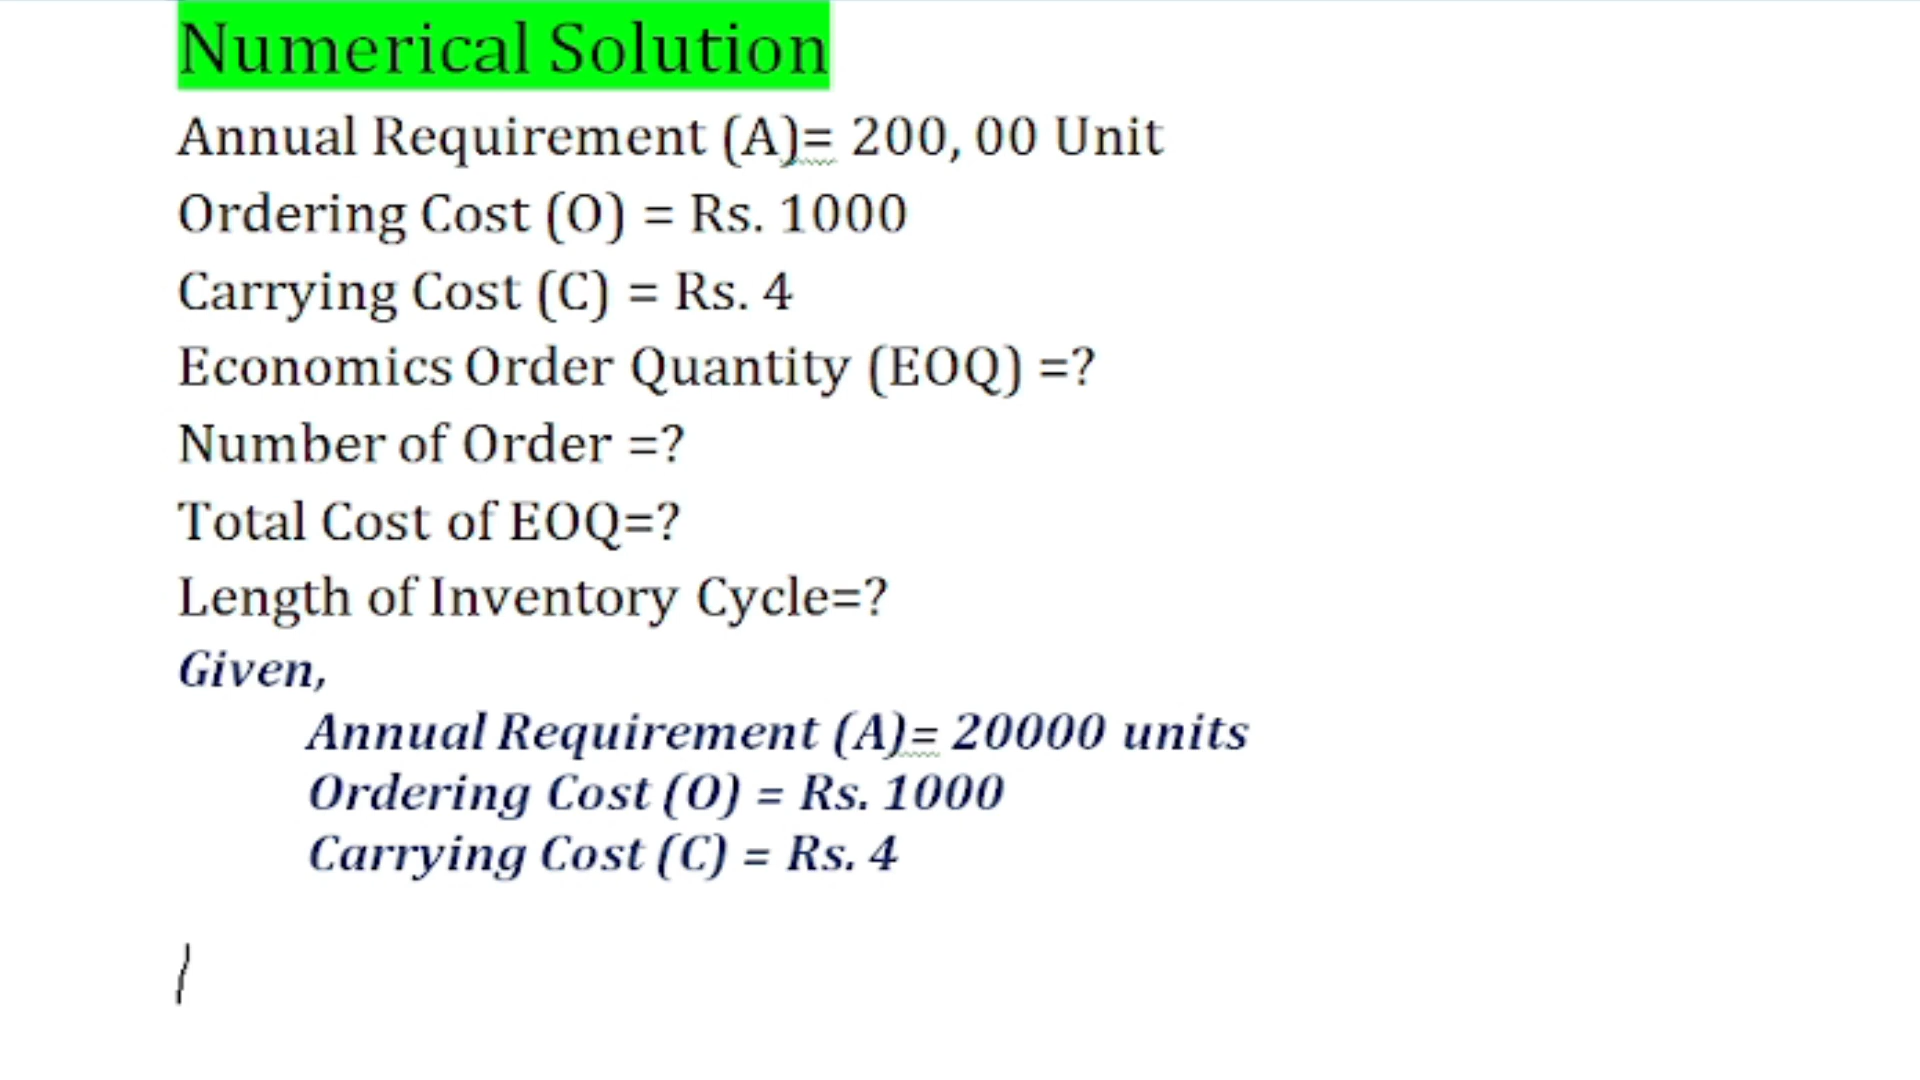 Numerical Solution
Annual Requirement (A)= 200, 00 Unit
Ordering Cost (O) = Rs. 1000
Carrying Cost (C) = Rs. 4
Economics Order Quantity (EOQ) =?
Number of Order =?
Total Cost of EOQ=?
Length of Inventory Cycle=?
Given,
Annual Requirement (A)= 20000 units
Ordering Cost (O) = Rs. 1000
Carrying Cost (C) = Rs. 4